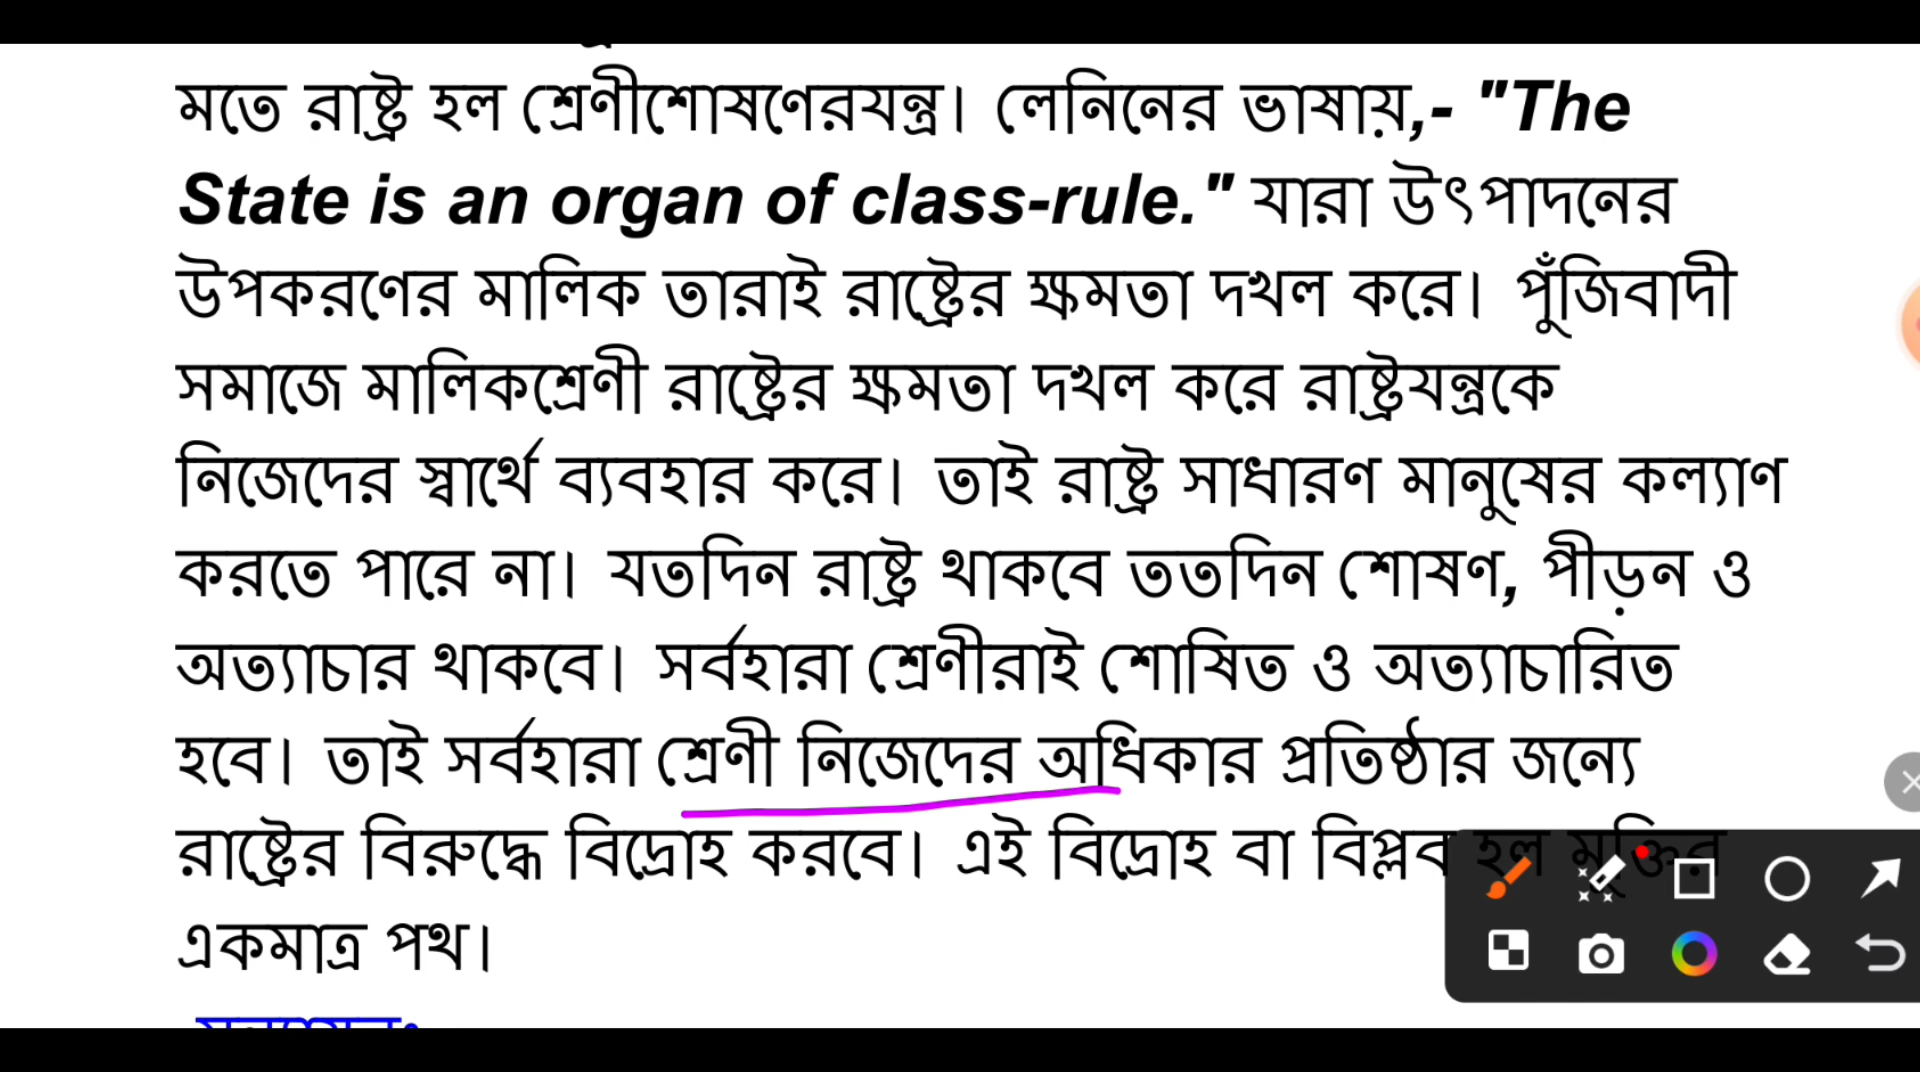 মতে রাষ্ট্র হল শ্রেণীশোষণেরযন্ত্র। লেনিনের ভাষায়,- "The
State is an organ of class-rule." যারা উৎপাদনের
উপকরণের মালিক তারাই রাষ্ট্রের ক্ষমতা দখল করে। পুঁজিবাদী
সমাজে মালিকশ্রেণী রাষ্ট্রের ক্ষমতা দখল করে রাষ্ট্রযন্ত্রকে
নিজেদের স্বার্থে ব্যবহার করে। তাই রাষ্ট্র সাধারণ মানুষের কল্যাণ
করতে পারে না। যতদিন রাষ্ট্র থাকবে ততদিন শোষণ, পীড়ন ও
অত্যাচার থাকবে। সর্বহারা শ্রেণীরাই শোষিত ও অত্যাচারিত
হবে। তাই সর্বহারা শ্রেণী নিজেদের অধিকার প্রতিষ্ঠার জন্যে
রাষ্ট্রের বিরুদ্ধে বিদ্রোহ করবে। এই বিদ্রোহ বা বিপ্লব হল মুক্তির
একমাত্র পথ।